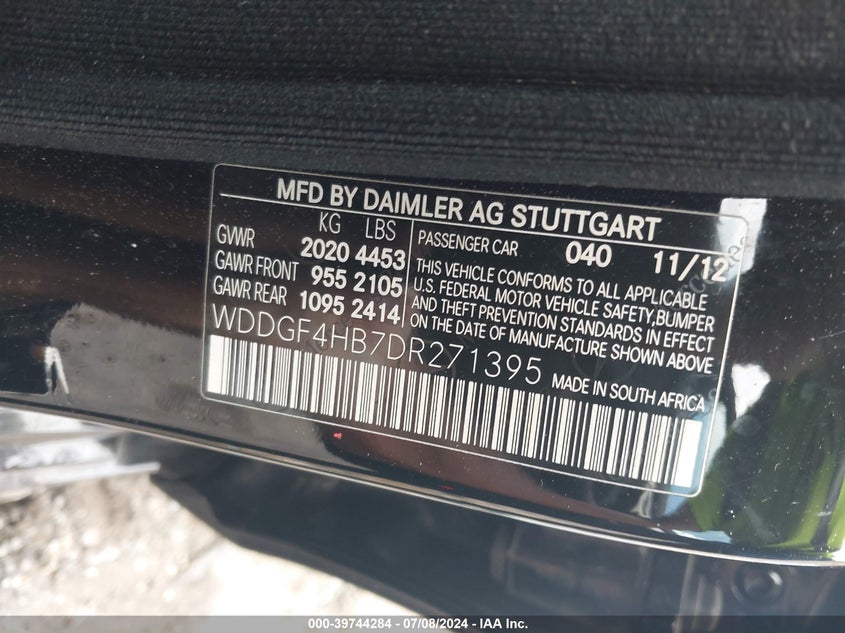 MFD BY DAIMLER AG STUTTGART
KG LBS
GVWR 2020 4453
GAWR FRONT 955 2105
GAWR REAR 1095 2414
PASSENGER CAR 040 11/12
THIS VEHICLE CONFORMS TO ALL APPLICABLE
U.S. FEDERAL MOTOR VEHICLE SAFETY,BUMPER
AND THEFT PREVENTION STANDARDS IN EFFECT
ON THE DATE OF MANUFACTURE SHOWN ABOVE
WDDGF4HB7DR271395 MADE IN SOUTH AFRICA
000-39744284 - 07/08/2024 - IAA Inc.